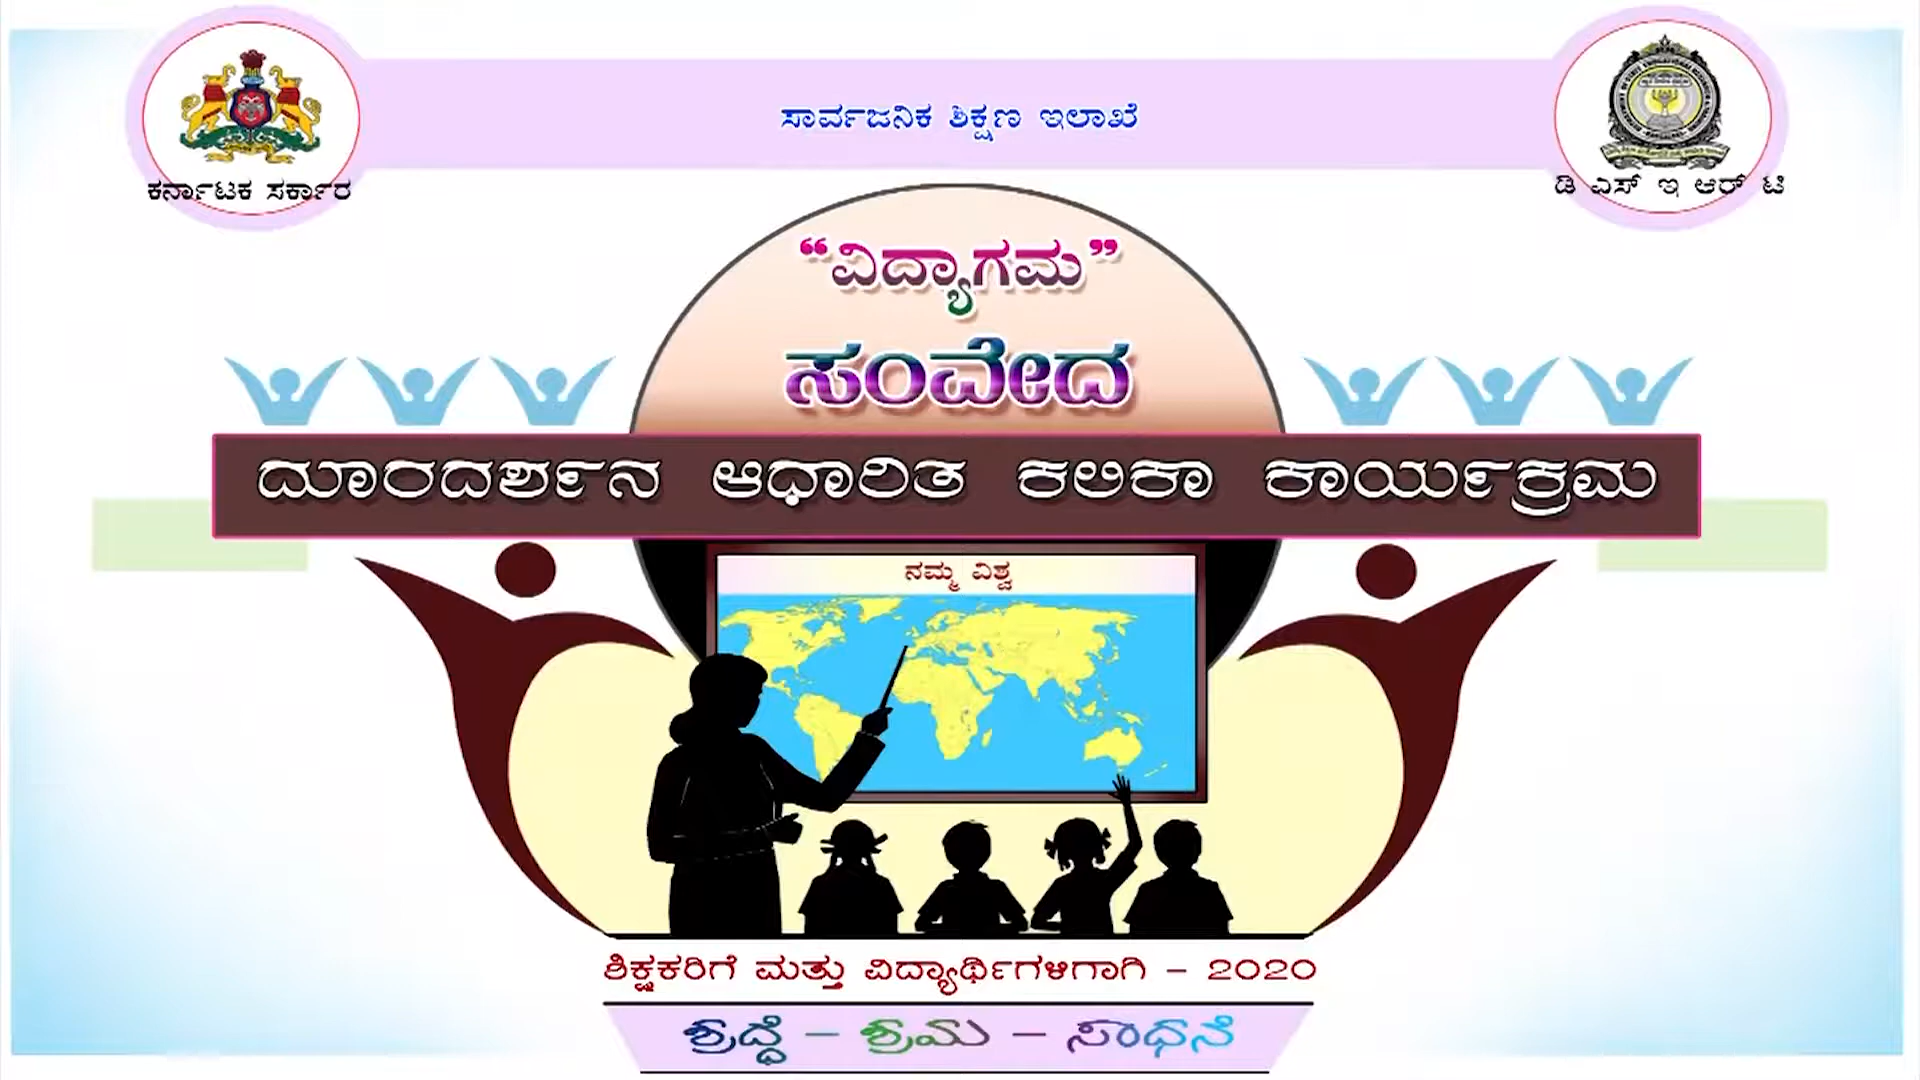 ಸಾರ್ವಜನಿಕ ಶಿಕ್ಷಣ ಇಲಾಖೆ
ಕರ್ನಾಟಕ ಸರ್ಕಾರ
ಡಿ ಎಸ್ ಇ ಆರ್ ಟಿ
“ವಿದ್ಯಾಗಮ”
ಸಂವೇದ
ದೂರದರ್ಶನ ಆಧಾರಿತ ಕಲಿಕಾ ಕಾರ್ಯಕ್ರಮ
ನಮ್ಮ ವಿಶ್ವ
ಶಿಕ್ಷಕರಿಗೆ ಮತ್ತು ವಿದ್ಯಾರ್ಥಿಗಳಿಗಾಗಿ – 2020
ಶ್ರದ್ಧೆ – ಶ್ರಮ – ಸಾಧನೆ